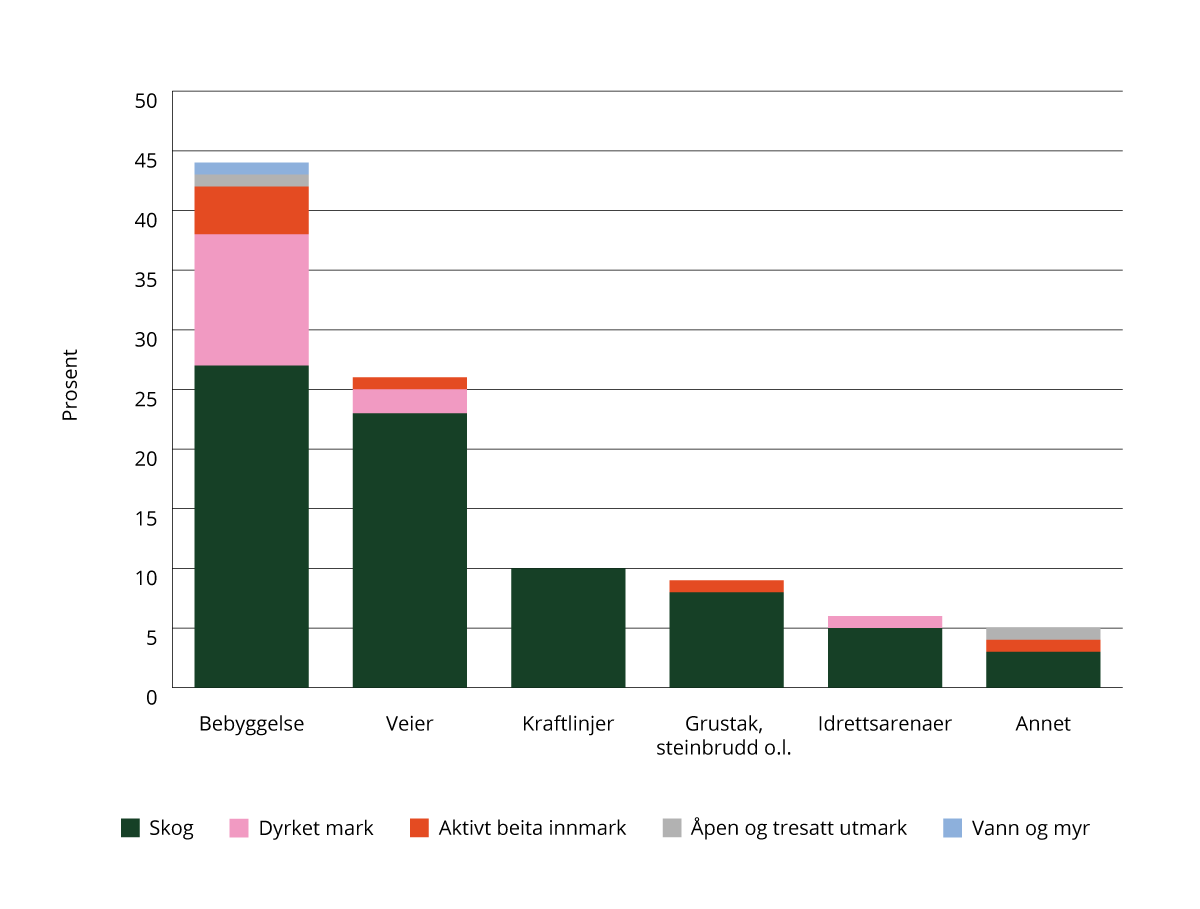 50
45
40
35
30
25
20
15
10
5
0
Prosent
Bebyggelse
Veier
Kraftlinjer
Grustak,
steinbrudd o.l.
Idrettsarenaer
Annet
Skog
Dyrket mark
Aktivt beita innmark
Åpen og tresatt utmark
Vann og myr